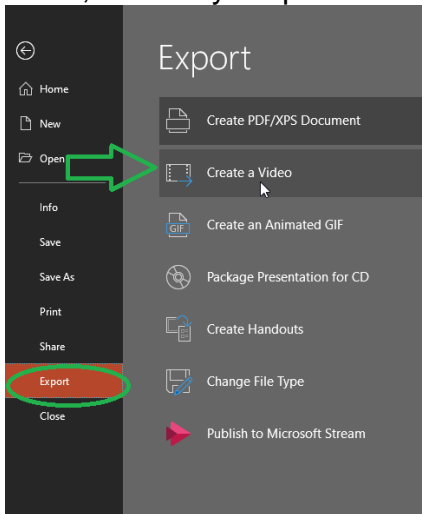 Export
Home
New
Open
Info
Save
Save As
Print
Share
Export
Close
Create PDF/XPS Document
Create a Video
Create an Animated GIF
GIF
Package Presentation for CD
Create Handouts
Change File Type
Publish to Microsoft Stream